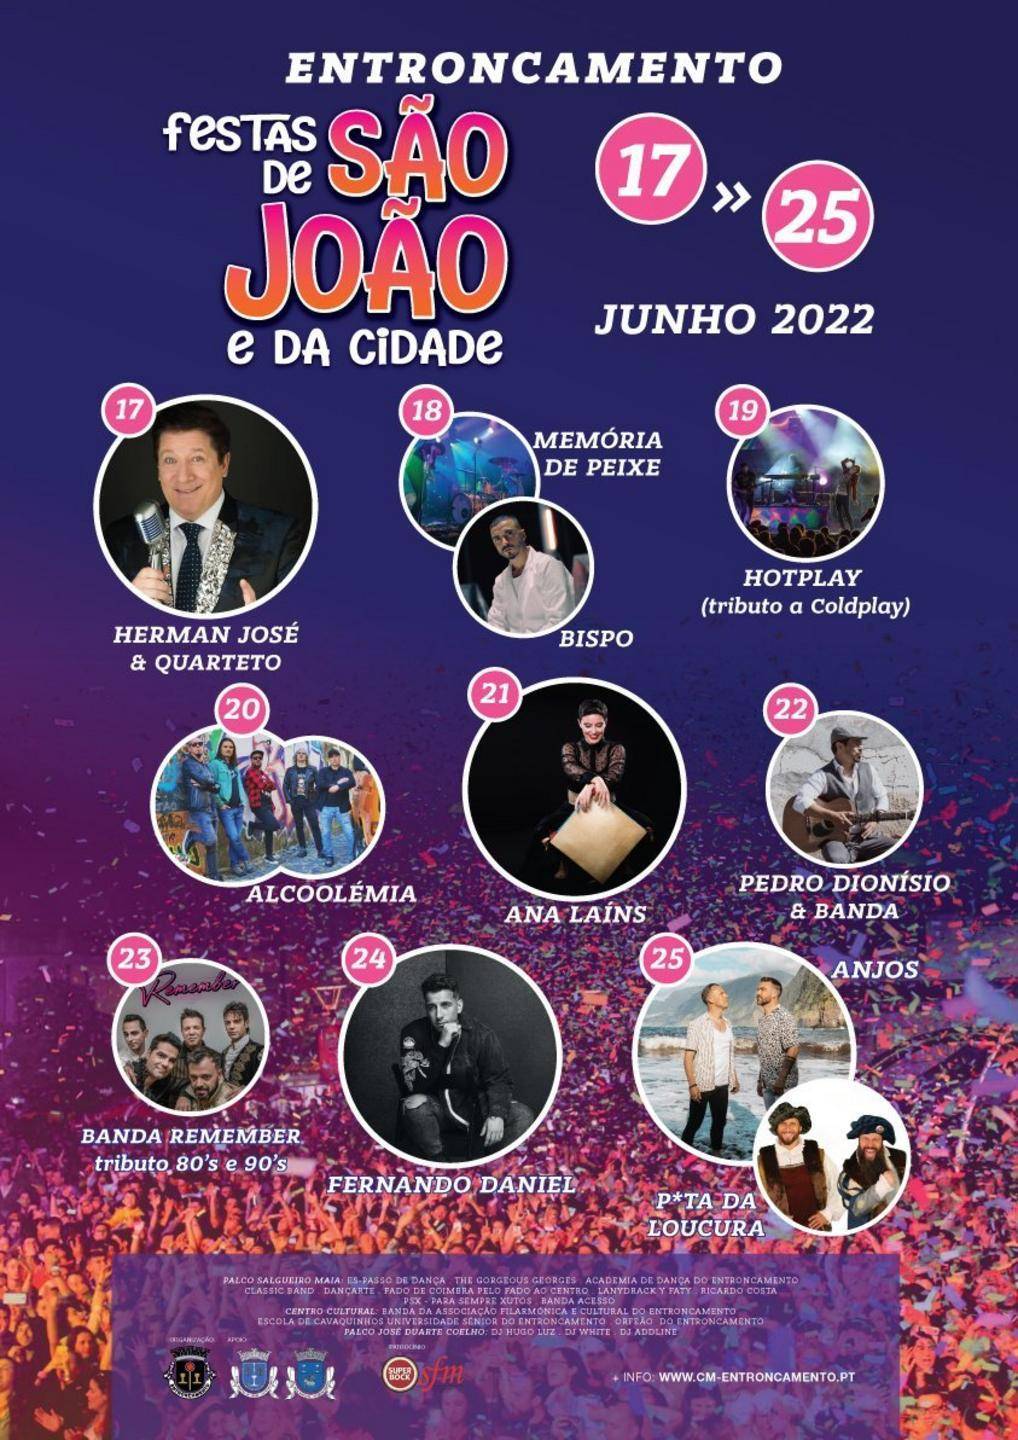 ENTRONCAMENTO
FESTAS
DE SÃO
JOÃO
E DA CIDADE
17 » 25
JUNHO 2022
17
HERMAN JOSÉ
& QUARTETO
18
MEMÓRIA
DE PEIXE
BISPO
19
HOTPLAY
(tributo a Coldplay)
20
ALCOOLÉMIA
21
ANA LAÍNS
22
PEDRO DIONÍSIO
& BANDA
23
Remember
BANDA REMEMBER
tributo 80's e 90's
24
FERNANDO DANIEL
25
ANJOS
P*TA DA
LOUCURA
PALCO SALGUEIRO MAIA: ES-PASSO DE DANÇA . THE GORGEOUS GEORGES . ACADEMIA DE DANÇA DO ENTRONCAMENTO
CLASSIC BAND . DANÇARTE . FADO DE COIMBRA PELO FADO AO CENTRO . LANYDRACK Y FATY . RICARDO COSTA
PSX - PARA SEMPRE XUTOS . BANDA ACESSO
CENTRO CULTURAL: BANDA DA ASSOCIAÇÃO FILARMÓNICA E CULTURAL DO ENTRONCAMENTO
ESCOLA DE CAVAQUINHOS UNIVERSIDADE SÉNIOR DO ENTRONCAMENTO . ORFEÃO DO ENTRONCAMENTO
PALCO JOSÉ DUARTE COELHO: DJ HUGO LUZ . DJ WHITE . DJ ADDLINE
ORGANIZAÇÃO: APOIO: PATROCÍNIO
SUPER
BOCK sfm
+ INFO: WWW.CM-ENTRONCAMENTO.PT